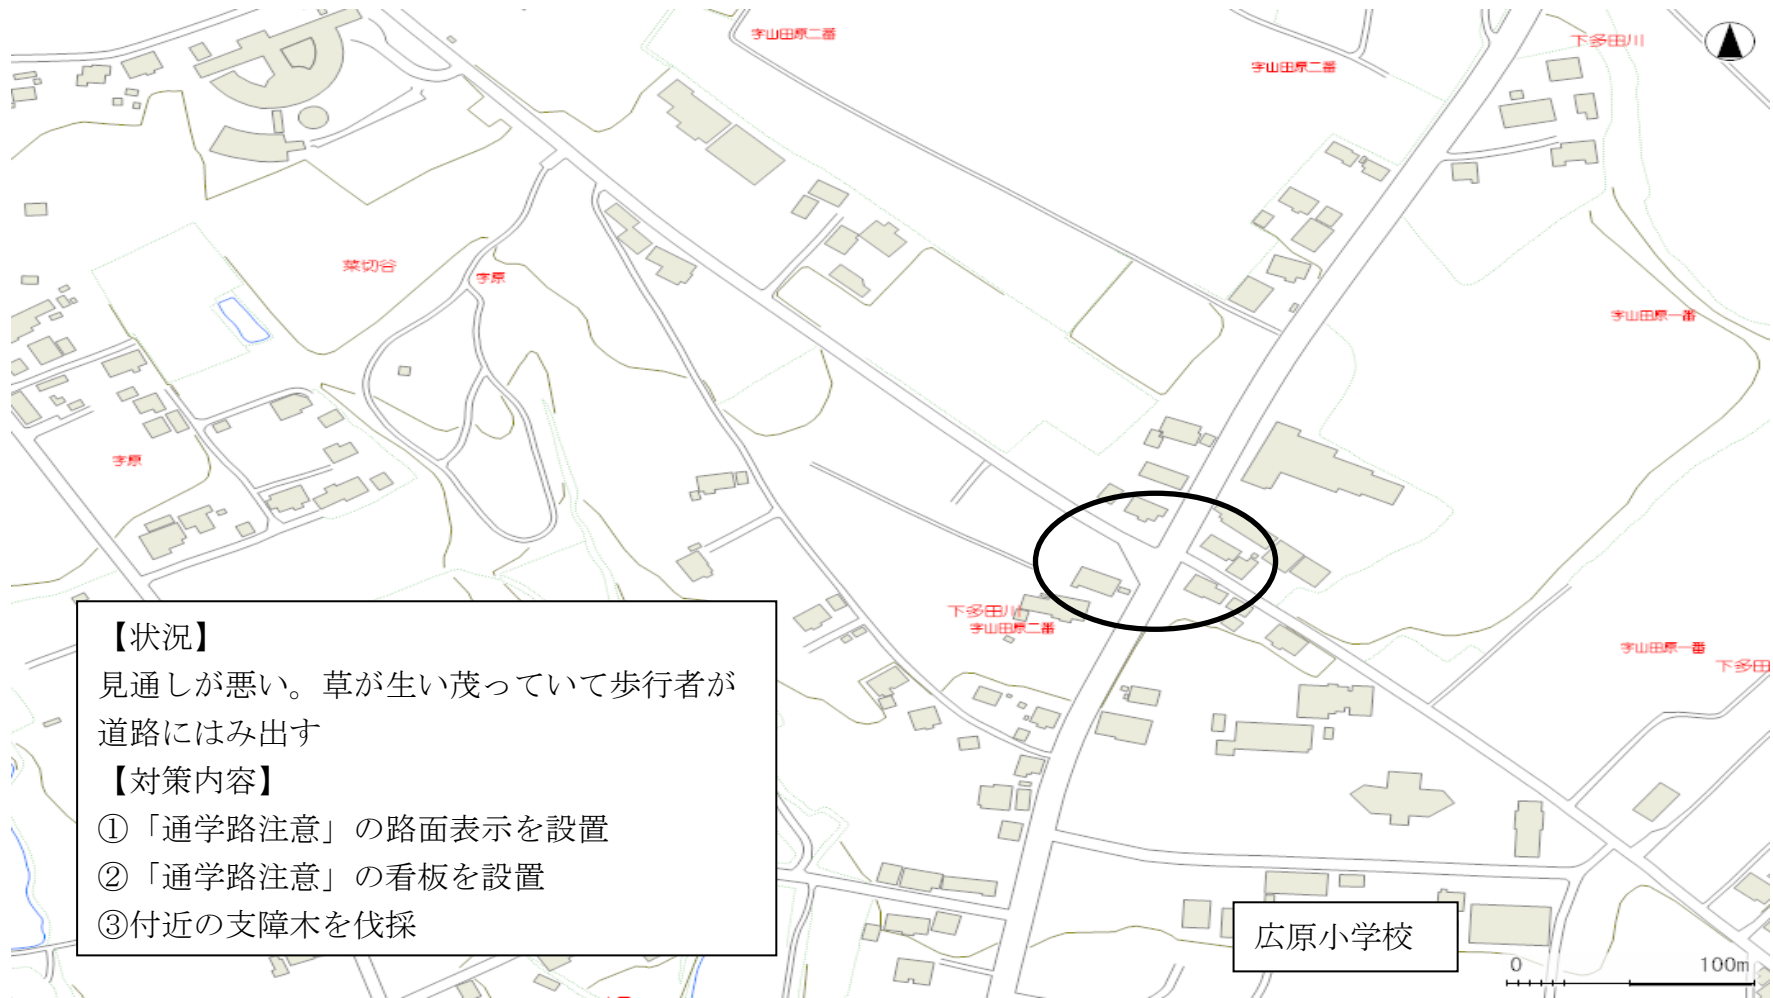 字山田原二番
下多田川
字山田原二番
菜切谷
字原
字山田原一番
字原
下多田川
字山田原二番
字山田原一番
下多田
【状況】
見通しが悪い。草が生い茂っていて歩行者が
道路にはみ出す
【対策内容】
①「通学路注意」の路面表示を設置
②「通学路注意」の看板を設置
③付近の支障木を伐採
広原小学校
0 100m